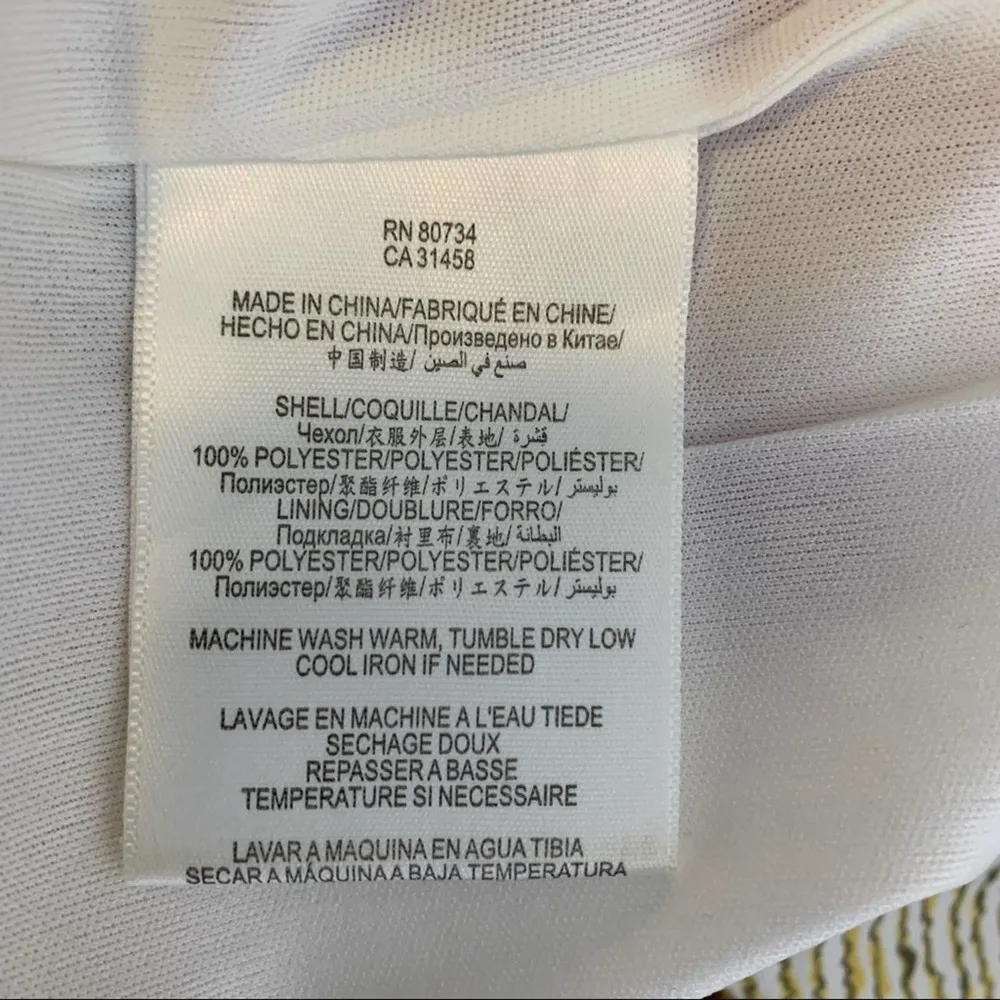 RN 80734
CA 31458
MADE IN CHINA/FABRIQUÉ EN CHINE/
HECHO EN CHINA/Произведено в Китае/
中国制造/ صنع في الصين
SHELL/COQUILLE/CHANDAL/
Чехол/衣服外层/表地/ قشرة
100% POLYESTER/POLYESTER/POLIÉSTER/
Полиэстер/聚酯纤维/ポリエステル/ بوليستر
LINING/DOUBLURE/FORRO/
Подкладка/衬里布/裏地/ البطانة
100% POLYESTER/POLYESTER/POLIÉSTER/
Полиэстер/聚酯纤维/ポリエステル/ بوليستر
MACHINE WASH WARM, TUMBLE DRY LOW
COOL IRON IF NEEDED
LAVAGE EN MACHINE A L'EAU TIEDE
SECHAGE DOUX
REPASSER A BASSE
TEMPERATURE SI NECESSAIRE
LAVAR A MAQUINA EN AGUA TIBIA
SECAR A MÁQUINA A BAJA TEMPERATURA